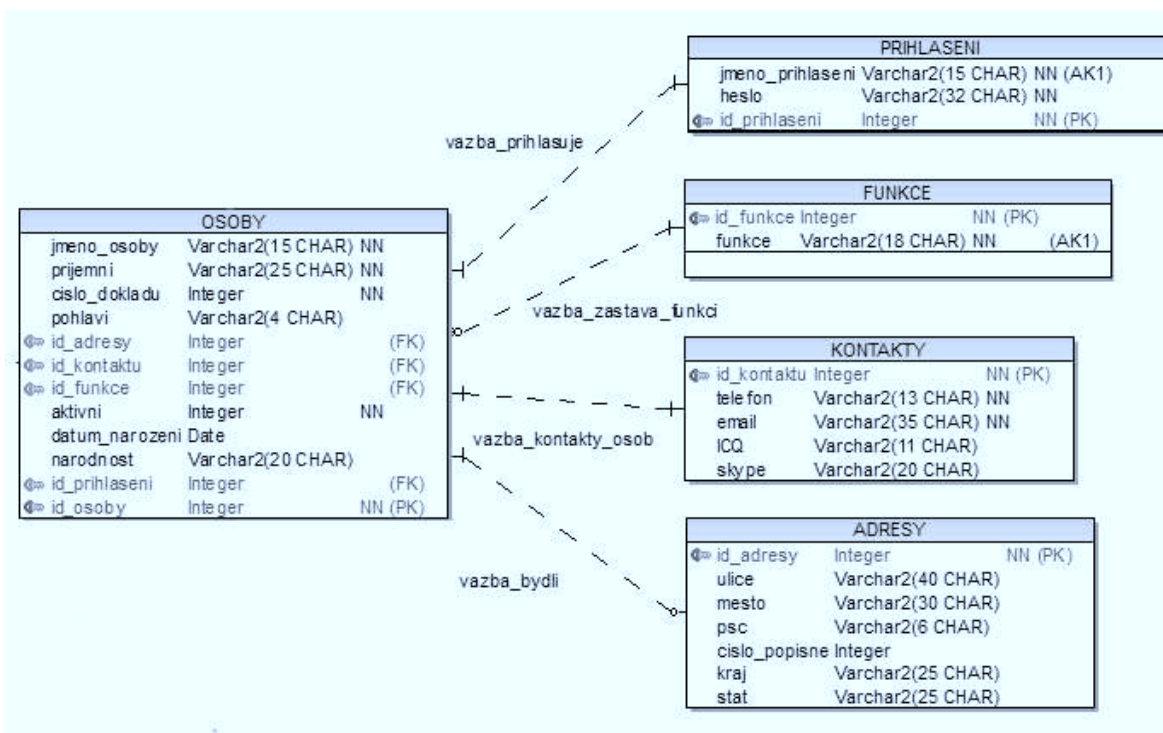 PRIHLASENI
jmeno_prihlaseni Varchar2(15 CHAR) NN (AK1)
heslo Varchar2(32 CHAR) NN
id_prihlaseni Integer NN (PK)
vazba_prihlasuje
FUNKCE
id_funkce Integer NN (PK)
funkce Varchar2(18 CHAR) NN (AK1)
OSOBY
jmeno_osoby Varchar2(15 CHAR) NN
prijemni Varchar2(25 CHAR) NN
cislo_dokladu Integer NN
pohlavi Varchar2(4 CHAR)
id_adresy Integer (FK)
id_kontaktu Integer (FK)
id_funkce Integer (FK)
aktivni Integer NN
datum_narozeni Date
narodnost Varchar2(20 CHAR)
id_prihlaseni Integer (FK)
id_osoby Integer NN (PK)
vazba_zastava_funkci
KONTAKTY
id_kontaktu Integer NN (PK)
telefon Varchar2(13 CHAR) NN
email Varchar2(35 CHAR) NN
ICQ Varchar2(11 CHAR)
skype Varchar2(20 CHAR)
vazba_kontakty_osob
ADRESY
id_adresy Integer NN (PK)
ulice Varchar2(40 CHAR)
mesto Varchar2(30 CHAR)
psc Varchar2(6 CHAR)
cislo_popisne Integer
kraj Varchar2(25 CHAR)
stat Varchar2(25 CHAR)
vazba_bydli